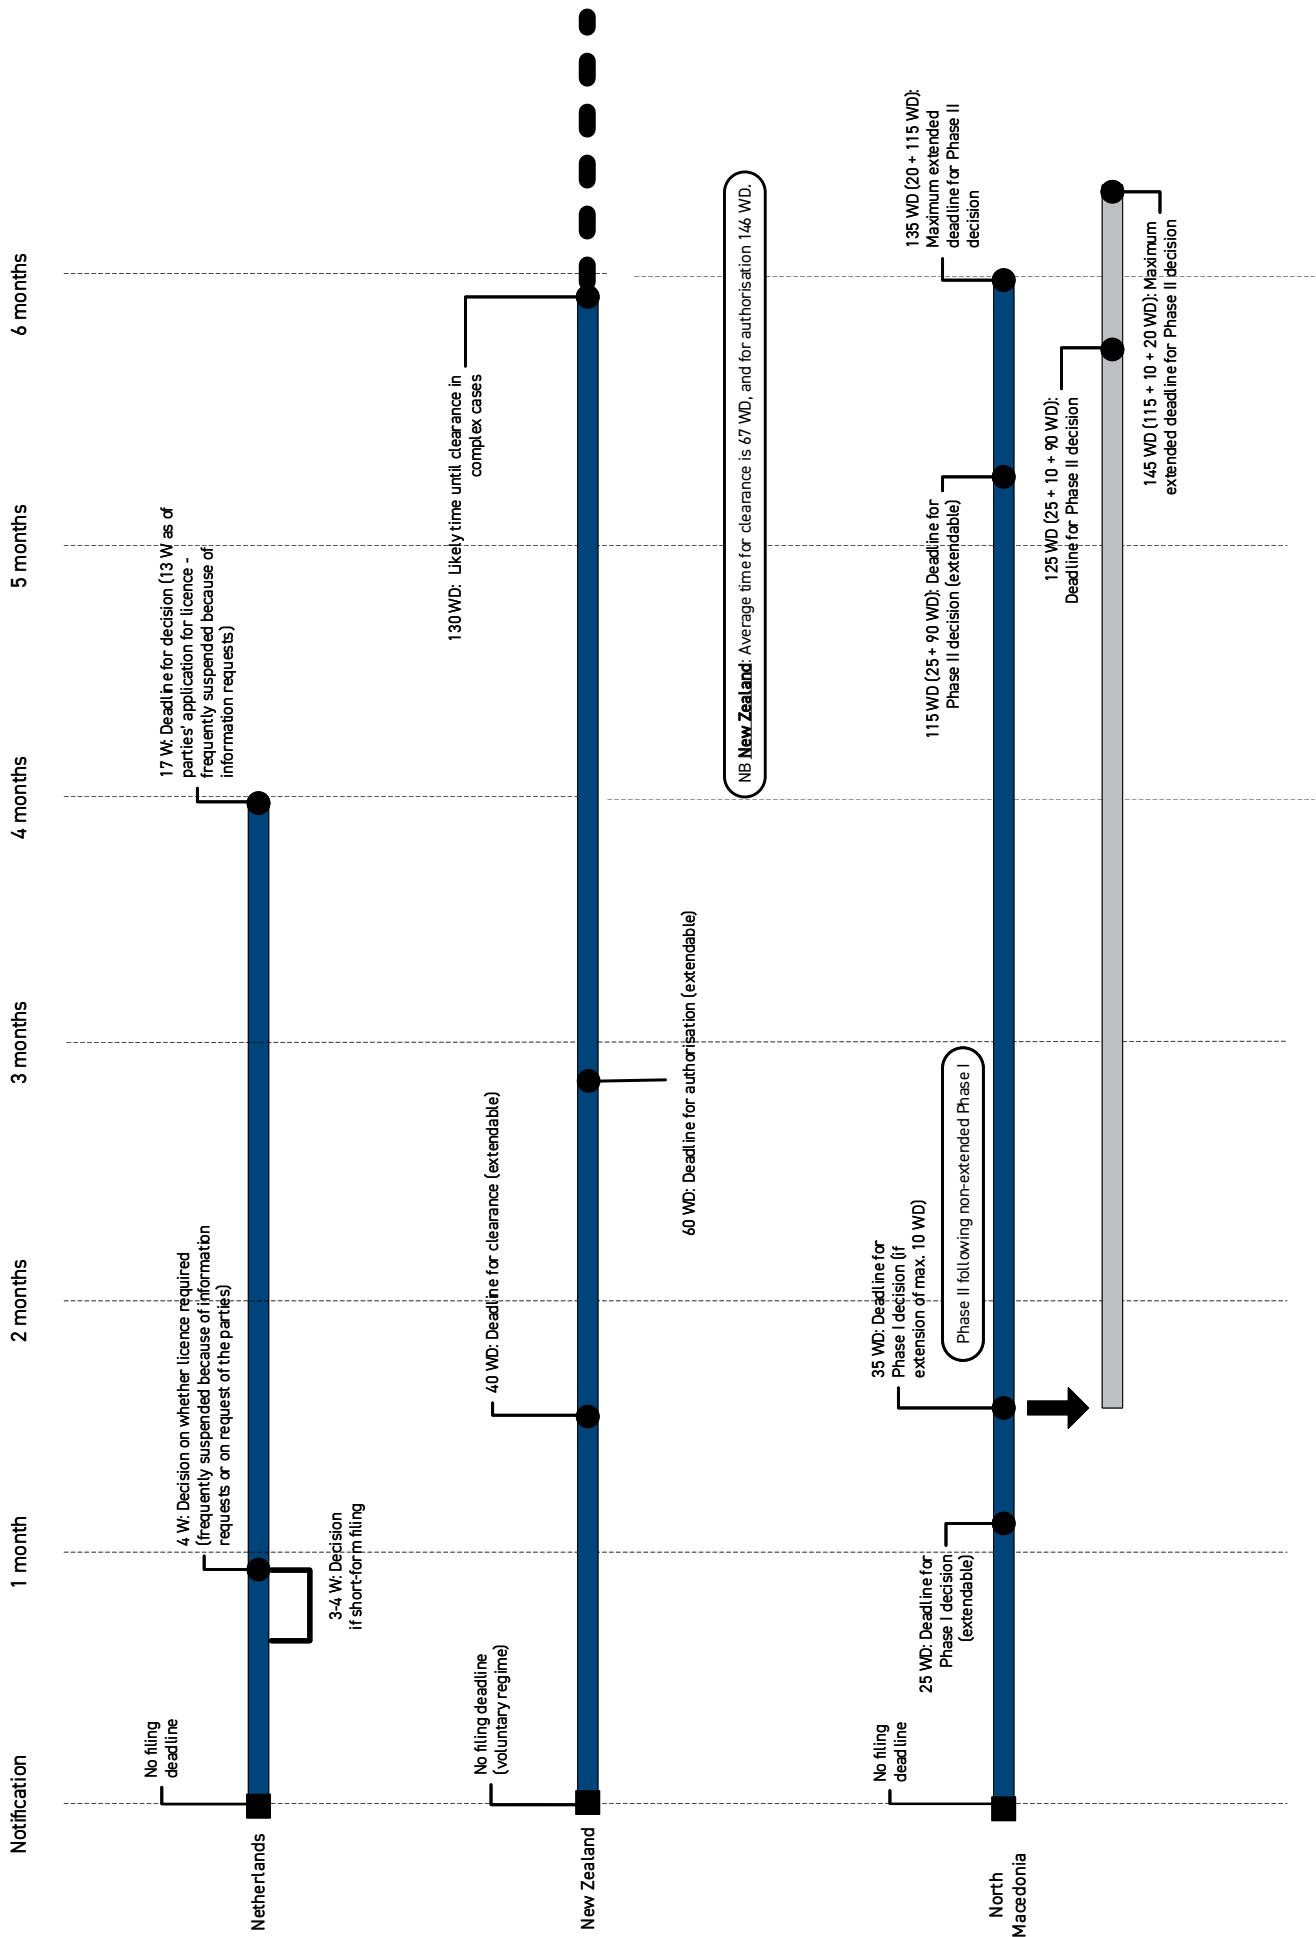 Notification
1 month
2 months
3 months
4 months
5 months
6 months
Netherlands
No filing
deadline
4 W: Decision on whether licence required
(frequently suspended because of information
requests or on request of the parties)
3-4 W: Decision
if short-form filing
17 W: Deadline for decision (13 W as of
parties' application for licence -
frequently suspended because of
information requests)
New Zealand
No filing deadline
(voluntary regime)
40 WD: Deadline for clearance (extendable)
60 WD: Deadline for authorisation (extendable)
130 WD: Likely time until clearance in
complex cases
NB New Zealand: Average time for clearance is 67 WD, and for authorisation 146 WD.
North
Macedonia
No filing
deadline
25 WD: Deadline for
Phase I decision
(extendable)
35 WD: Deadline for
Phase I decision (if
extension of max. 10 WD)
Phase II following non-extended Phase I
115 WD (25 + 90 WD): Deadline for
Phase II decision (extendable)
135 WD (20 + 115 WD):
Maximum extended
deadline for Phase II
decision
125 WD (25 + 10 + 90 WD):
Deadline for Phase II decision
145 WD (115 + 10 + 20 WD): Maximum
extended deadline for Phase II decision